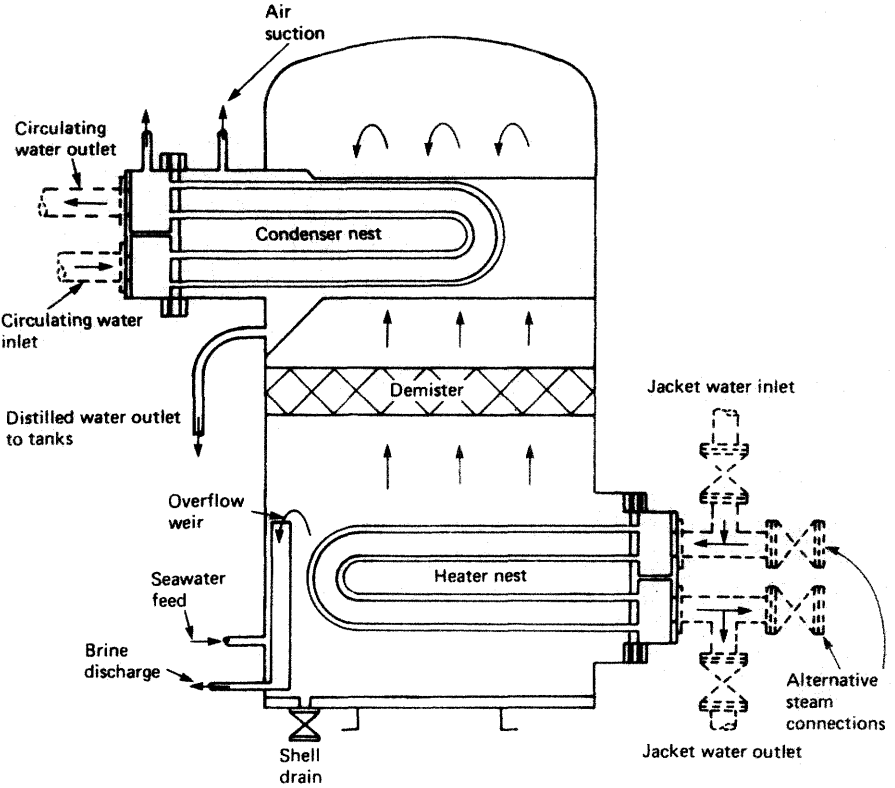 Air
suction
Circulating
water outlet
Condenser nest
Circulating water
inlet
Demister
Jacket water inlet
Distilled water outlet
to tanks
Overflow
weir
Heater nest
Seawater
feed
Brine
discharge
Alternative
steam
connections
Shell
drain
Jacket water outlet